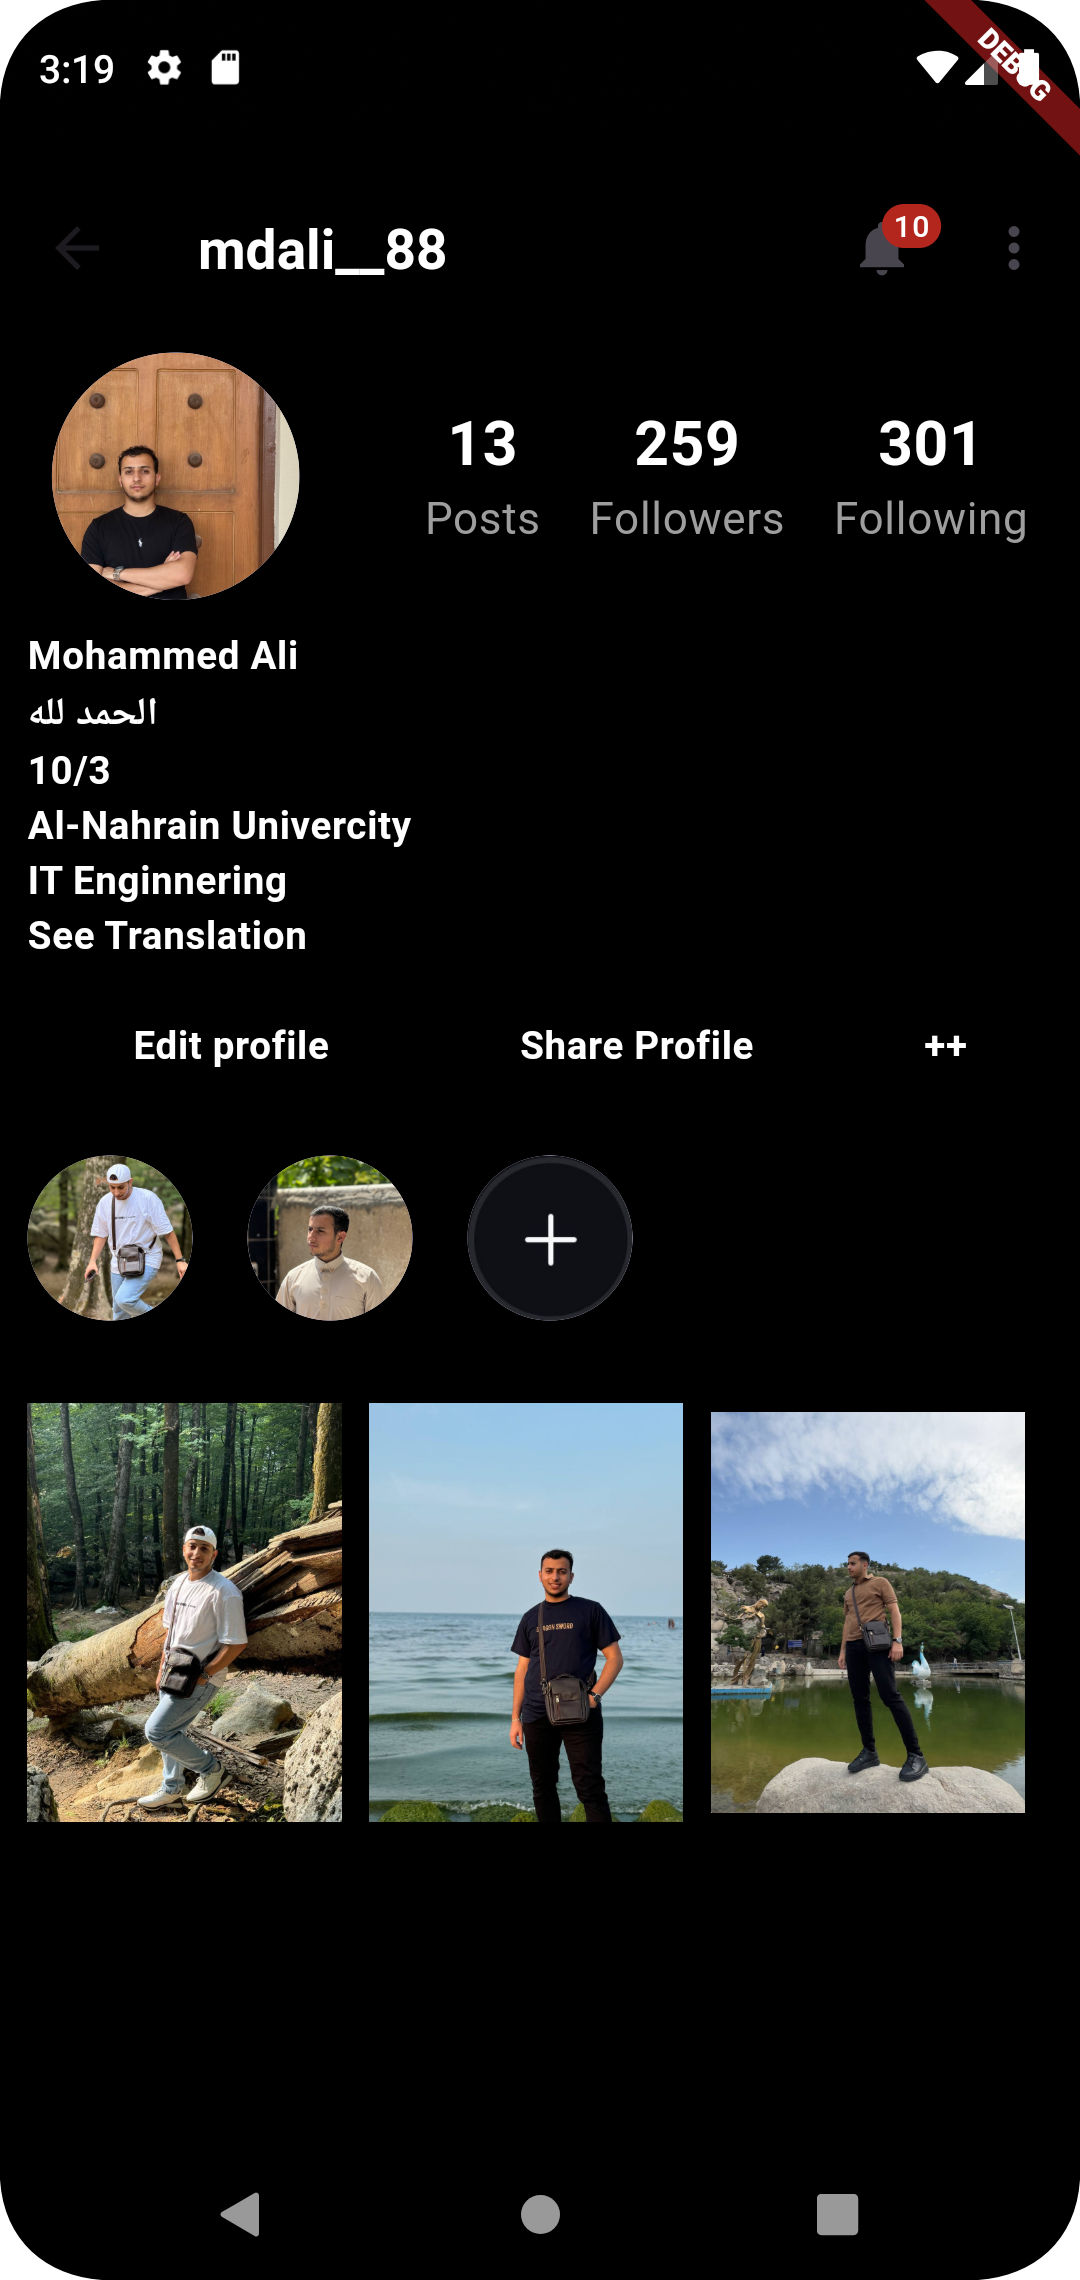 3:19
DEBUG
mdali__88
10
13 259 301
Posts Followers Following
Mohammed Ali
الحمد لله
10/3
Al-Nahrain Univercity
IT Enginnering
See Translation
Edit profile Share Profile ++